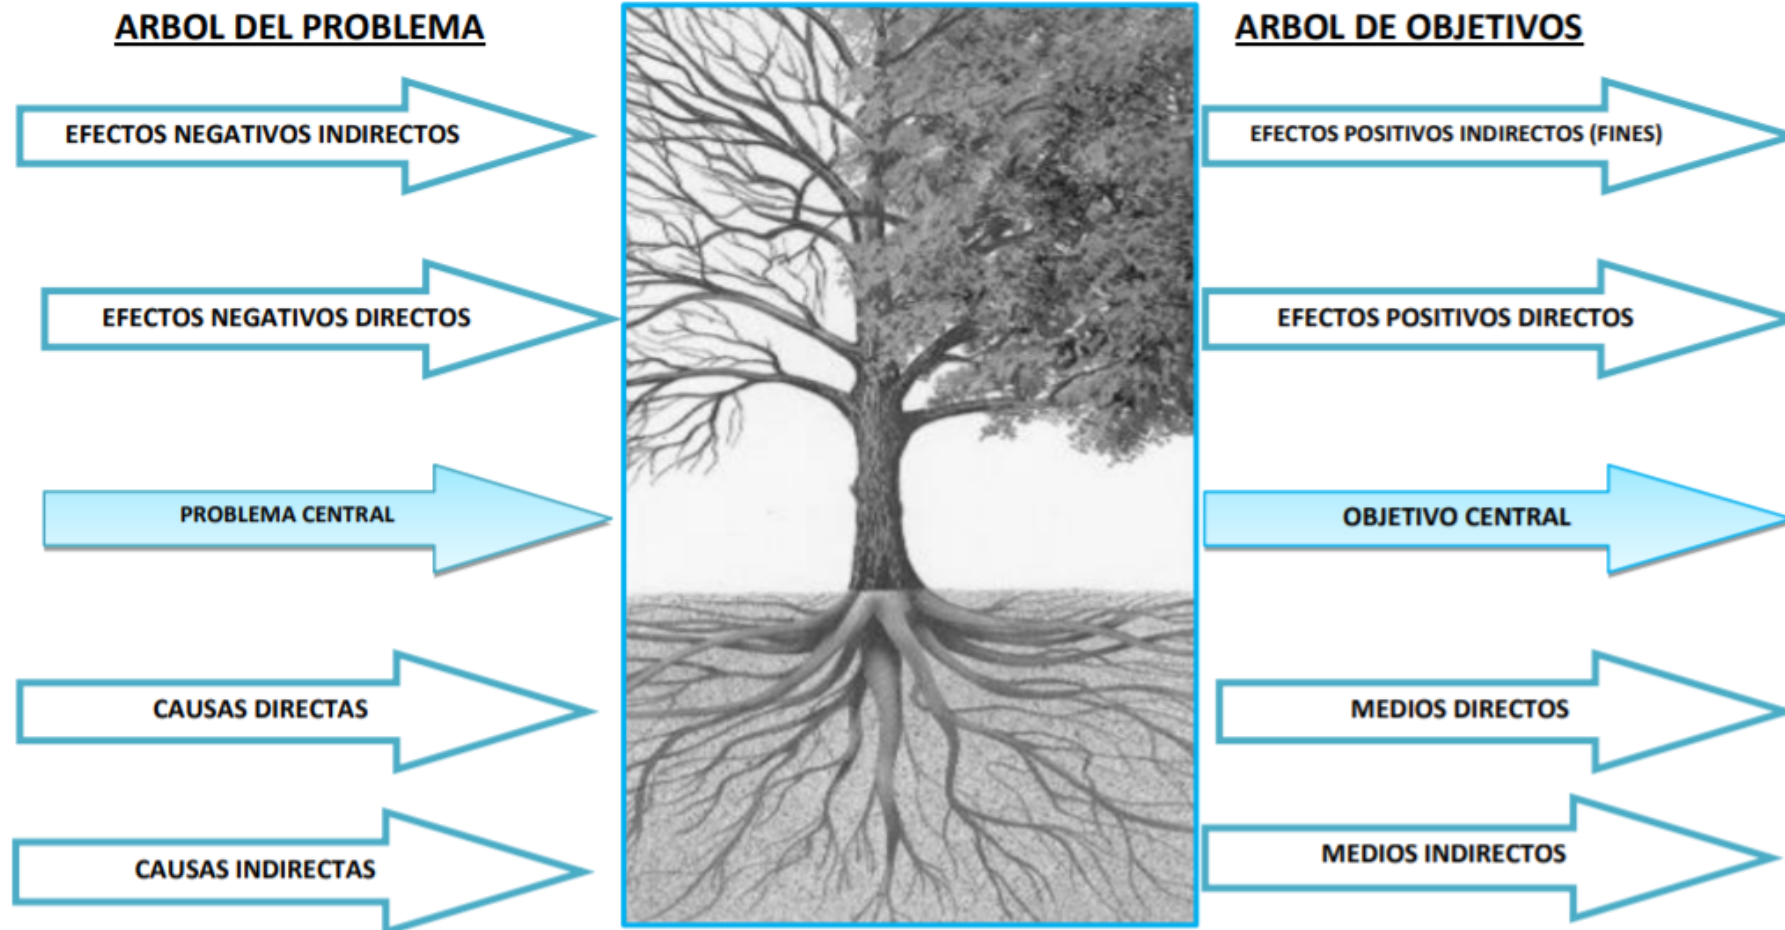 ARBOL DEL PROBLEMA
EFECTOS NEGATIVOS INDIRECTOS
EFECTOS NEGATIVOS DIRECTOS
PROBLEMA CENTRAL
CAUSAS DIRECTAS
CAUSAS INDIRECTAS
ARBOL DE OBJETIVOS
EFECTOS POSITIVOS INDIRECTOS (FINES)
EFECTOS POSITIVOS DIRECTOS
OBJETIVO CENTRAL
MEDIOS DIRECTOS
MEDIOS INDIRECTOS